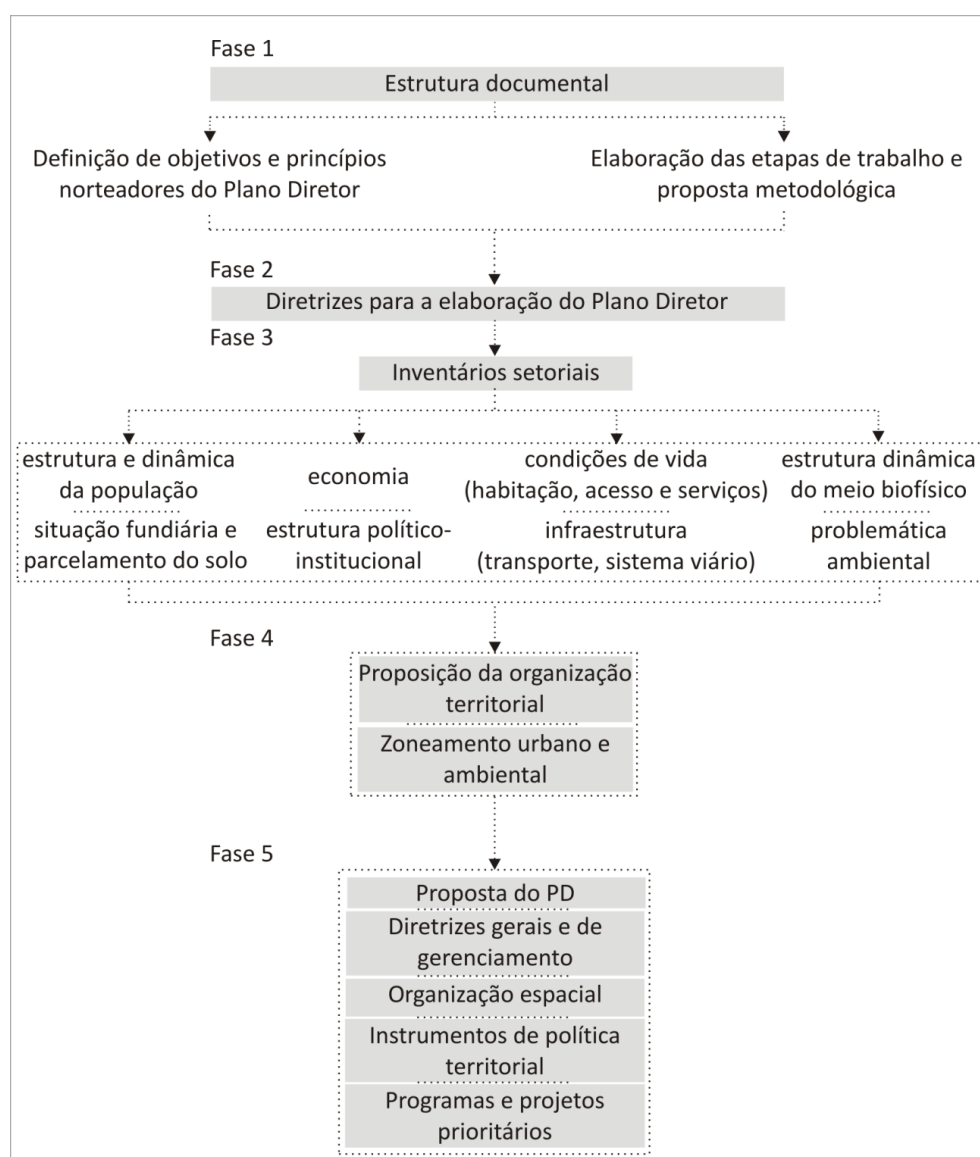 Fase 1
Estrutura documental
Definição de objetivos e princípios
norteadores do Plano Diretor
Elaboração das etapas de trabalho e
proposta metodológica
Fase 2
Diretrizes para a elaboração do Plano Diretor
Fase 3
Inventários setoriais
estrutura e dinâmica
da população
situação fundiária e
parcelamento do solo
economia
estrutura político-
institucional
condições de vida
(habitação, acesso e serviços)
infraestrutura
(transporte, sistema viário)
estrutura dinâmica
do meio biofísico
problemática
ambiental
Fase 4
Proposição da organização
territorial
Zoneamento urbano e
ambiental
Fase 5
Proposta do PD
Diretrizes gerais e de
gerenciamento
Organização espacial
Instrumentos de política
territorial
Programas e projetos
prioritários